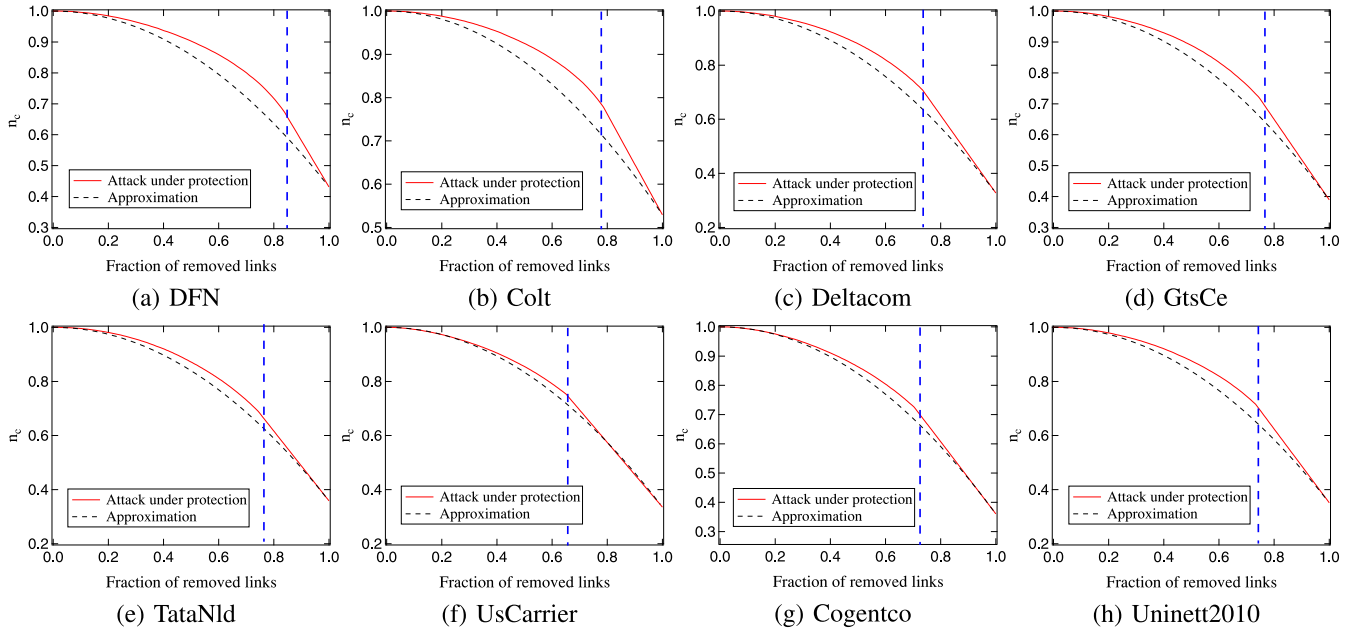 1.0
0.9
0.8
0.7
0.6
0.5
0.4
0.3
n_c
Attack under protection
Approximation
0.0 0.2 0.4 0.6 0.8 1.0
Fraction of removed links
(a) DFN
1.0
0.9
0.8
0.7
0.6
0.5
n_c
Attack under protection
Approximation
0.0 0.2 0.4 0.6 0.8 1.0
Fraction of removed links
(b) Colt
1.0
0.8
0.6
0.4
0.2
n_c
Attack under protection
Approximation
0.0 0.2 0.4 0.6 0.8 1.0
Fraction of removed links
(c) Deltacom
1.0
0.9
0.8
0.7
0.6
0.5
0.4
0.3
n_c
Attack under protection
Approximation
0.0 0.2 0.4 0.6 0.8 1.0
Fraction of removed links
(d) GtsCe
1.0
0.8
0.6
0.4
0.2
n_c
Attack under protection
Approximation
0.0 0.2 0.4 0.6 0.8 1.0
Fraction of removed links
(e) TataNld
1.0
0.8
0.6
0.4
0.2
n_c
Attack under protection
Approximation
0.0 0.2 0.4 0.6 0.8 1.0
Fraction of removed links
(f) UsCarrier
1.0
0.9
0.8
0.7
0.6
0.5
0.4
0.3
n_c
Attack under protection
Approximation
0.0 0.2 0.4 0.6 0.8 1.0
Fraction of removed links
(g) Cogentco
1.0
0.8
0.6
0.4
0.2
n_c
Attack under protection
Approximation
0.0 0.2 0.4 0.6 0.8 1.0
Fraction of removed links
(h) Uninett2010